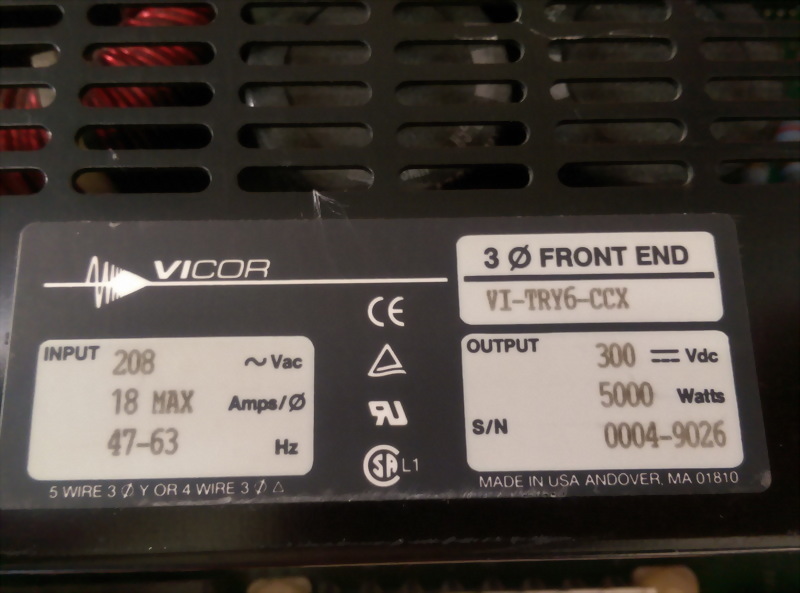 VICOR
3 Ø FRONT END
VI-TRY6-CCX
INPUT 208 ~ Vac
18 MAX Amps/Ø
47-63 Hz
CE
OUTPUT 300 Vdc
5000 Watts
S/N 0004-9026
L1
5 WIRE 3 Ø Y OR 4 WIRE 3 Ø Δ
MADE IN USA ANDOVER, MA 01810